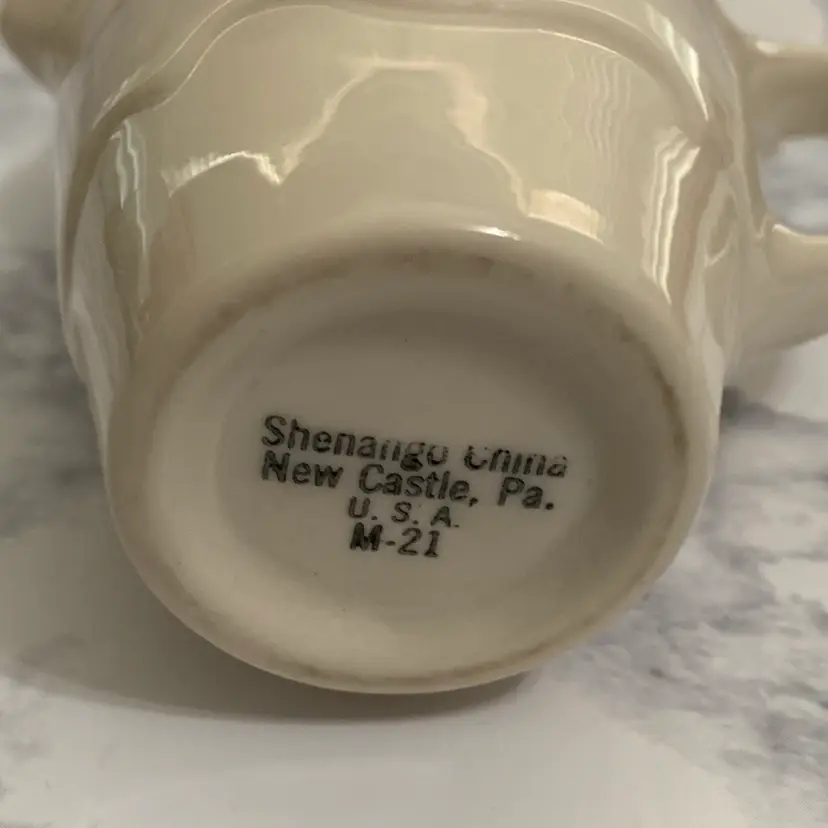 Shenango China
New Castle, Pa.
U. S. A.
M-21